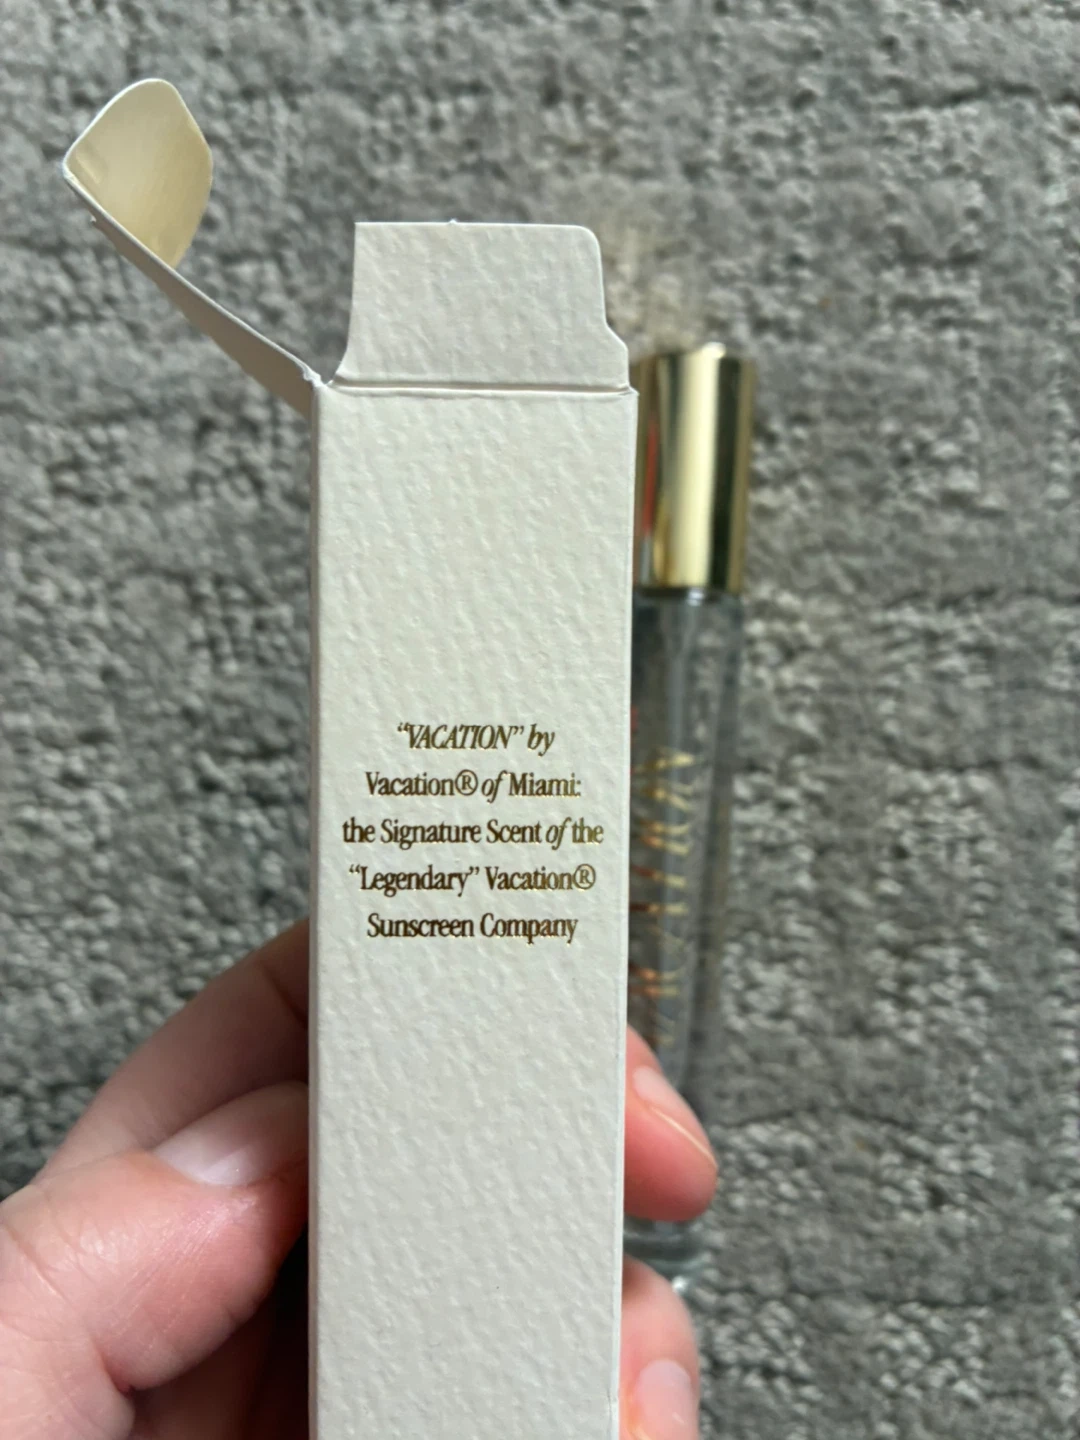 “VACATION” by
Vacation® of Miami:
the Signature Scent of the
“Legendary” Vacation®
Sunscreen Company